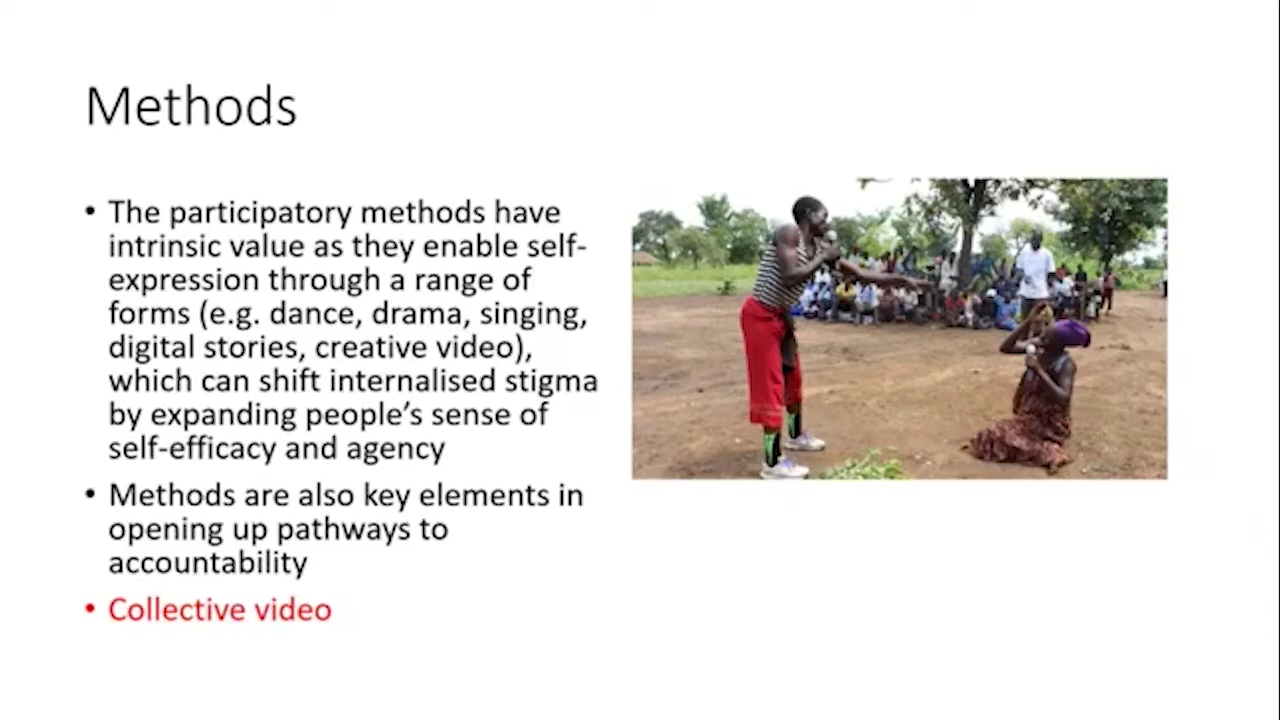 Methods
• The participatory methods have
intrinsic value as they enable self-
expression through a range of
forms (e.g. dance, drama, singing,
digital stories, creative video),
which can shift internalised stigma
by expanding people's sense of
self-efficacy and agency
• Methods are also key elements in
opening up pathways to
accountability
• Collective video